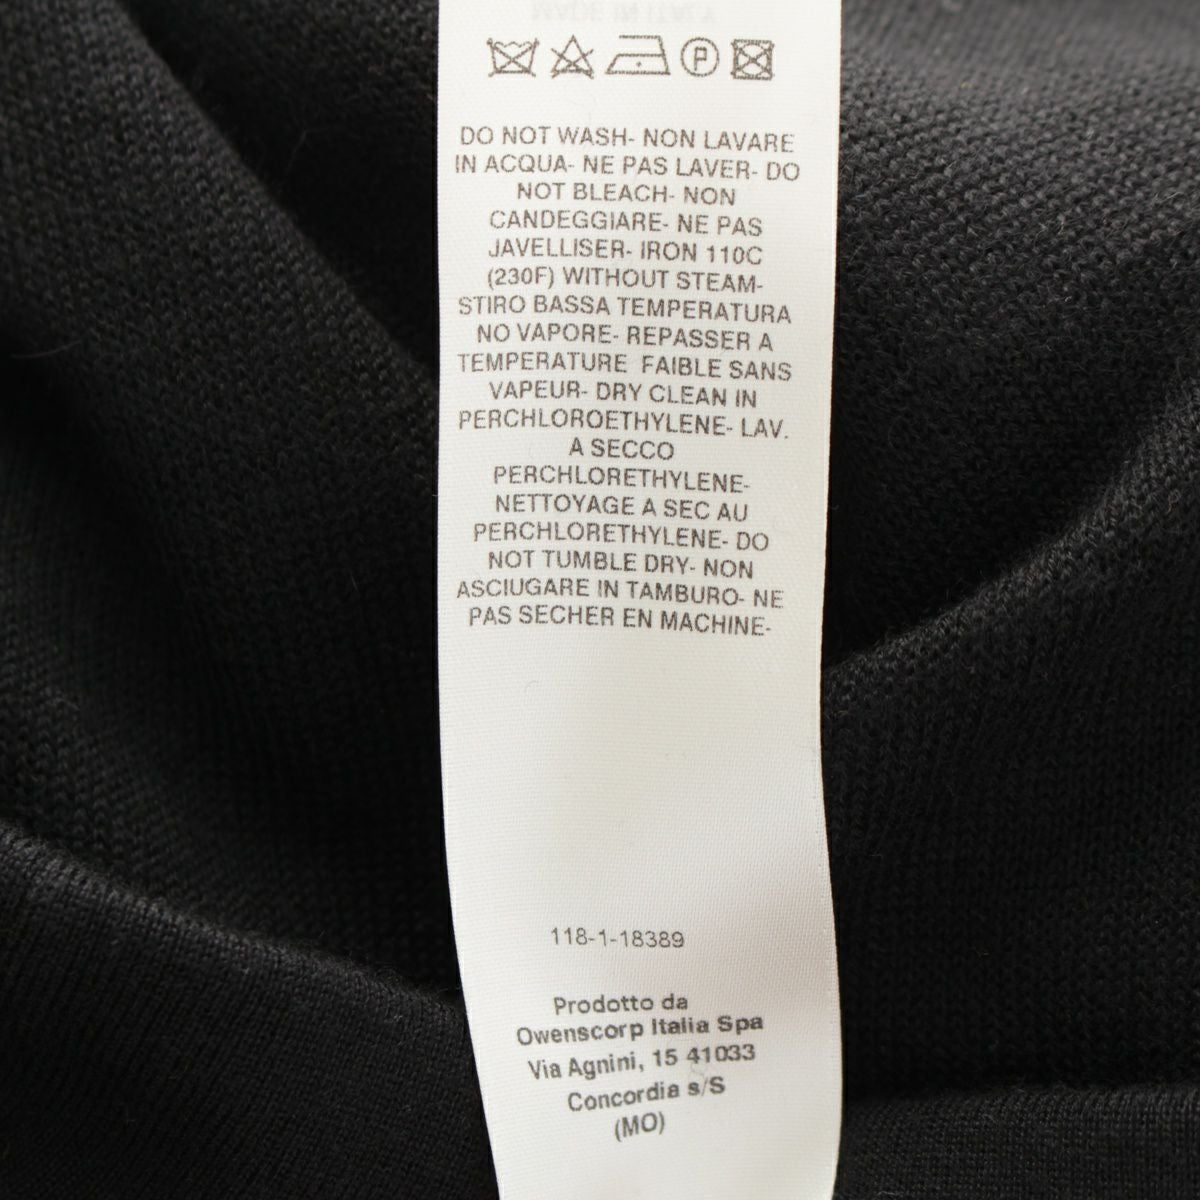 MADE IN ITALY
P
DO NOT WASH- NON LAVARE
IN ACQUA- NE PAS LAVER- DO
NOT BLEACH- NON
CANDEGGIARE- NE PAS
JAVELLISER- IRON 110C
(230F) WITHOUT STEAM-
STIRO BASSA TEMPERATURA
NO VAPORE- REPASSER A
TEMPERATURE FAIBLE SANS
VAPEUR- DRY CLEAN IN
PERCHLOROETHYLENE- LAV.
A SECCO
PERCHLORETHYLENE-
NETTOYAGE A SEC AU
PERCHLORETHYLENE- DO
NOT TUMBLE DRY- NON
ASCIUGARE IN TAMBURO- NE
PAS SECHER EN MACHINE-
118-1-18389
Prodotto da
Owenscorp Italia Spa
Via Agnini, 15 41033
Concordia s/S
(MO)